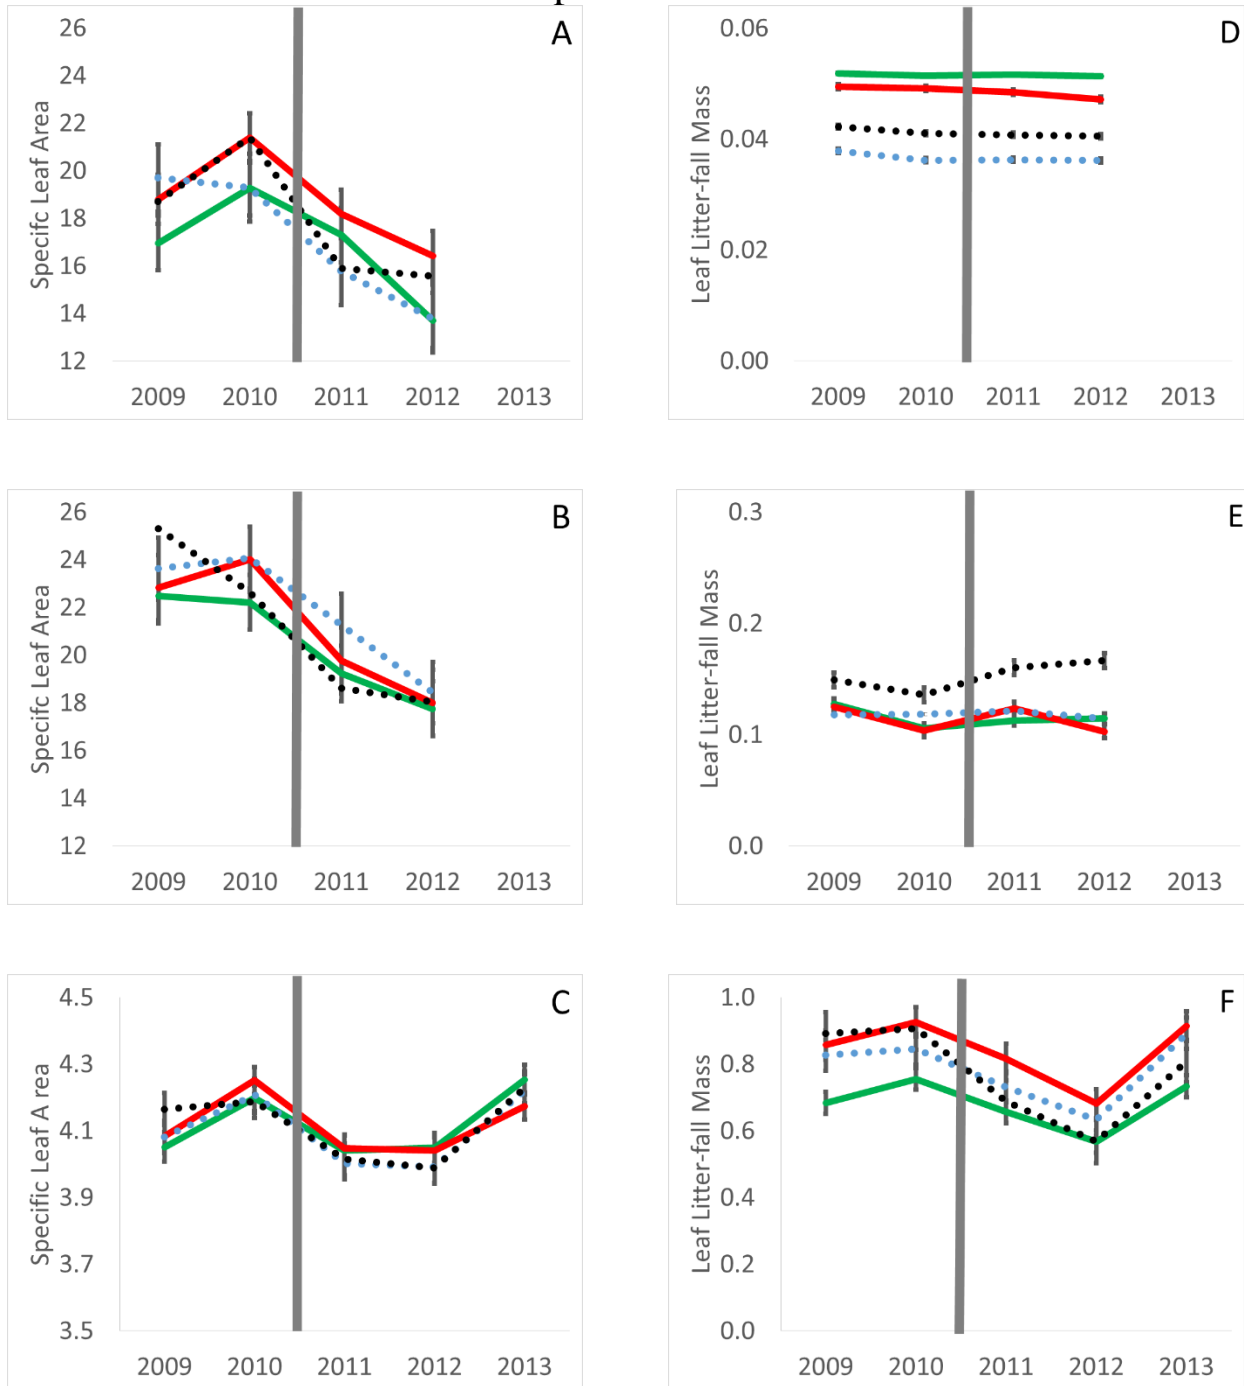 A
Specifc Leaf Area
26
24
22
20
18
16
14
12
2009 2010 2011 2012 2013
D
Leaf Litter-fall Mass
0.06
0.04
0.02
0.00
2009 2010 2011 2012 2013
B
Specifc Leaf Area
26
24
22
20
18
16
14
12
2009 2010 2011 2012 2013
E
Leaf Litter-fall Mass
0.3
0.2
0.1
0.0
2009 2010 2011 2012 2013
C
Specific Leaf A rea
4.5
4.3
4.1
3.9
3.7
3.5
2009 2010 2011 2012 2013
F
Leaf Litter-fall Mass
1.0
0.8
0.6
0.4
0.2
0.0
2009 2010 2011 2012 2013